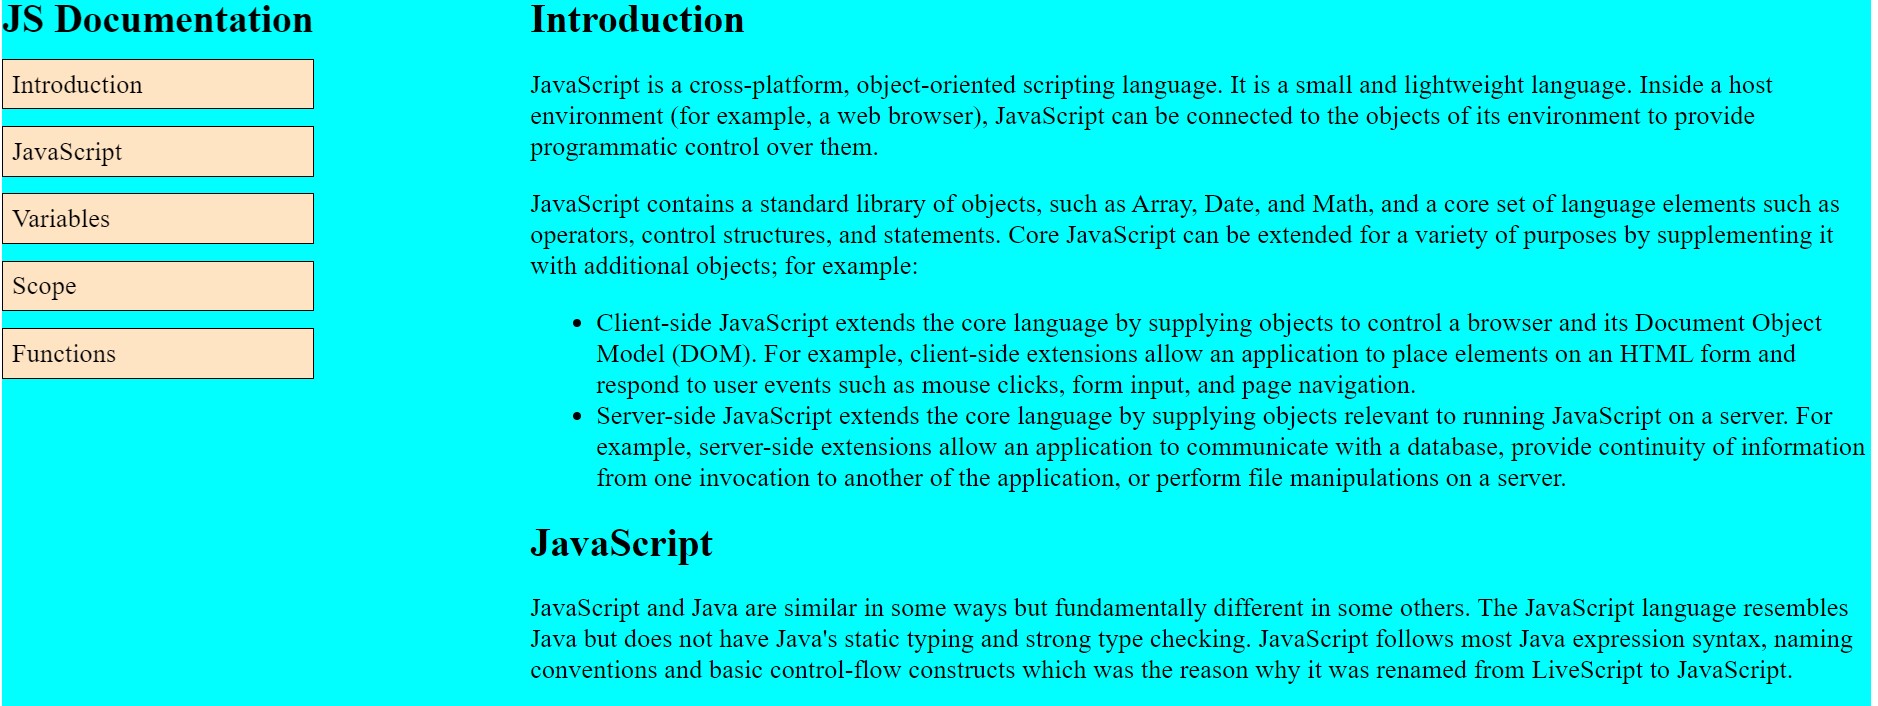 JS Documentation
Introduction
JavaScript
Variables
Scope
Functions
Introduction
JavaScript is a cross-platform, object-oriented scripting language. It is a small and lightweight language. Inside a host
environment (for example, a web browser), JavaScript can be connected to the objects of its environment to provide
programmatic control over them.
JavaScript contains a standard library of objects, such as Array, Date, and Math, and a core set of language elements such as
operators, control structures, and statements. Core JavaScript can be extended for a variety of purposes by supplementing it
with additional objects; for example:
• Client-side JavaScript extends the core language by supplying objects to control a browser and its Document Object
Model (DOM). For example, client-side extensions allow an application to place elements on an HTML form and
respond to user events such as mouse clicks, form input, and page navigation.
• Server-side JavaScript extends the core language by supplying objects relevant to running JavaScript on a server. For
example, server-side extensions allow an application to communicate with a database, provide continuity of information
from one invocation to another of the application, or perform file manipulations on a server.
JavaScript
JavaScript and Java are similar in some ways but fundamentally different in some others. The JavaScript language resembles
Java but does not have Java's static typing and strong type checking. JavaScript follows most Java expression syntax, naming
conventions and basic control-flow constructs which was the reason why it was renamed from LiveScript to JavaScript.